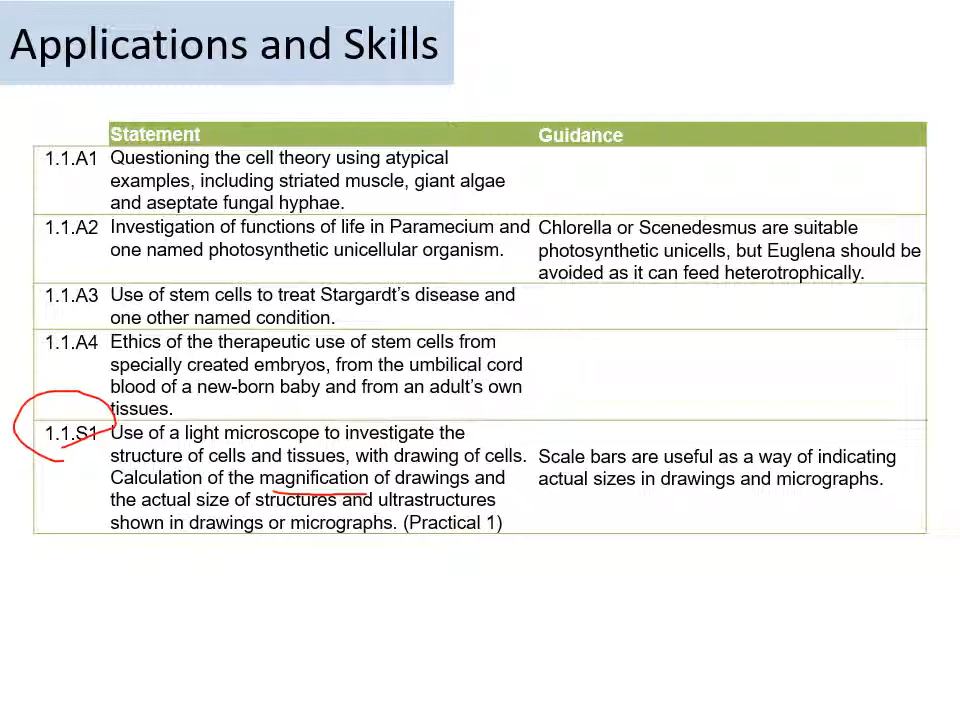 Applications and Skills
Statement Guidance
1.1.A1 Questioning the cell theory using atypical
examples, including striated muscle, giant algae
and aseptate fungal hyphae.
1.1.A2 Investigation of functions of life in Paramecium and
one named photosynthetic unicellular organism.
Chlorella or Scenedesmus are suitable
photosynthetic unicells, but Euglena should be
avoided as it can feed heterotrophically.
1.1.A3 Use of stem cells to treat Stargardt’s disease and
one other named condition.
1.1.A4 Ethics of the therapeutic use of stem cells from
specially created embryos, from the umbilical cord
blood of a new-born baby and from an adult’s own
tissues.
1.1.S1 Use of a light microscope to investigate the
structure of cells and tissues, with drawing of cells.
Calculation of the magnification of drawings and
the actual size of structures and ultrastructures
shown in drawings or micrographs. (Practical 1)
Scale bars are useful as a way of indicating
actual sizes in drawings and micrographs.